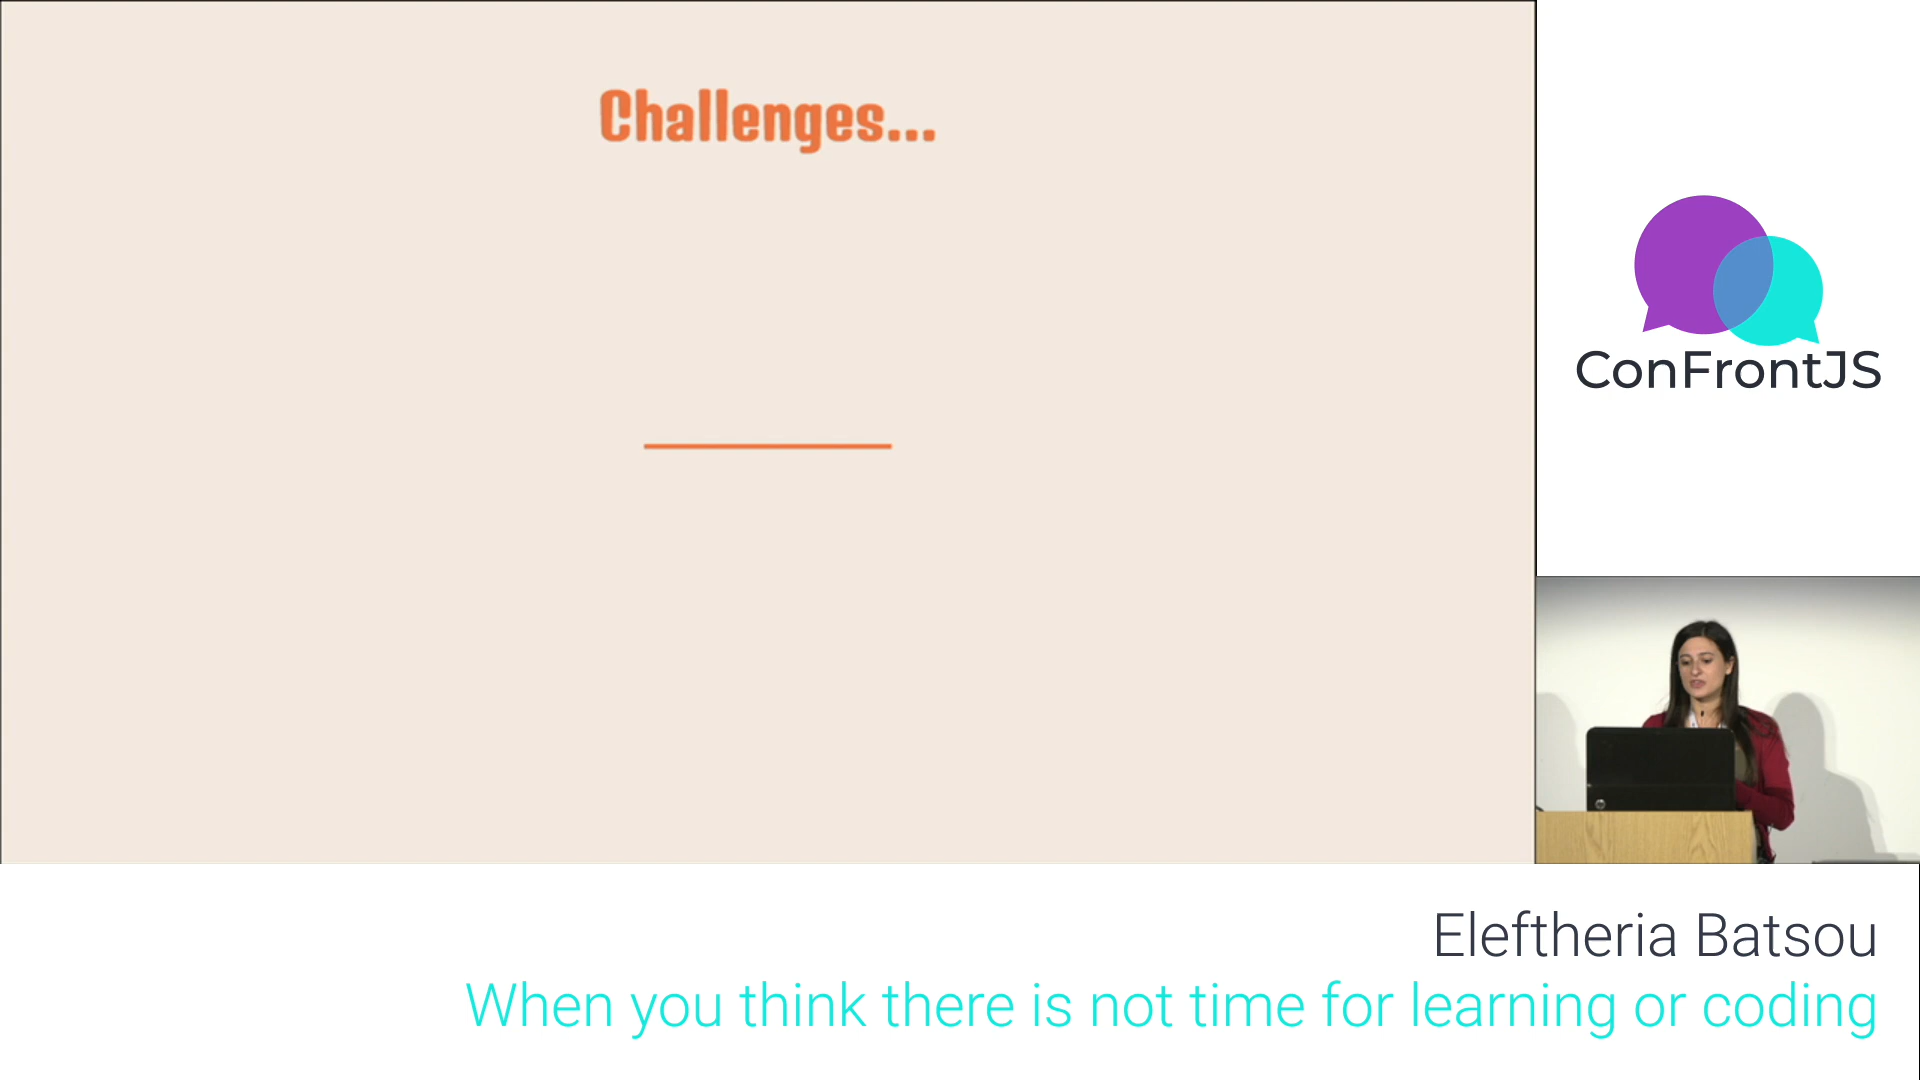 Challenges...
ConFrontJS
Eleftheria Batsou
When you think there is not time for learning or coding